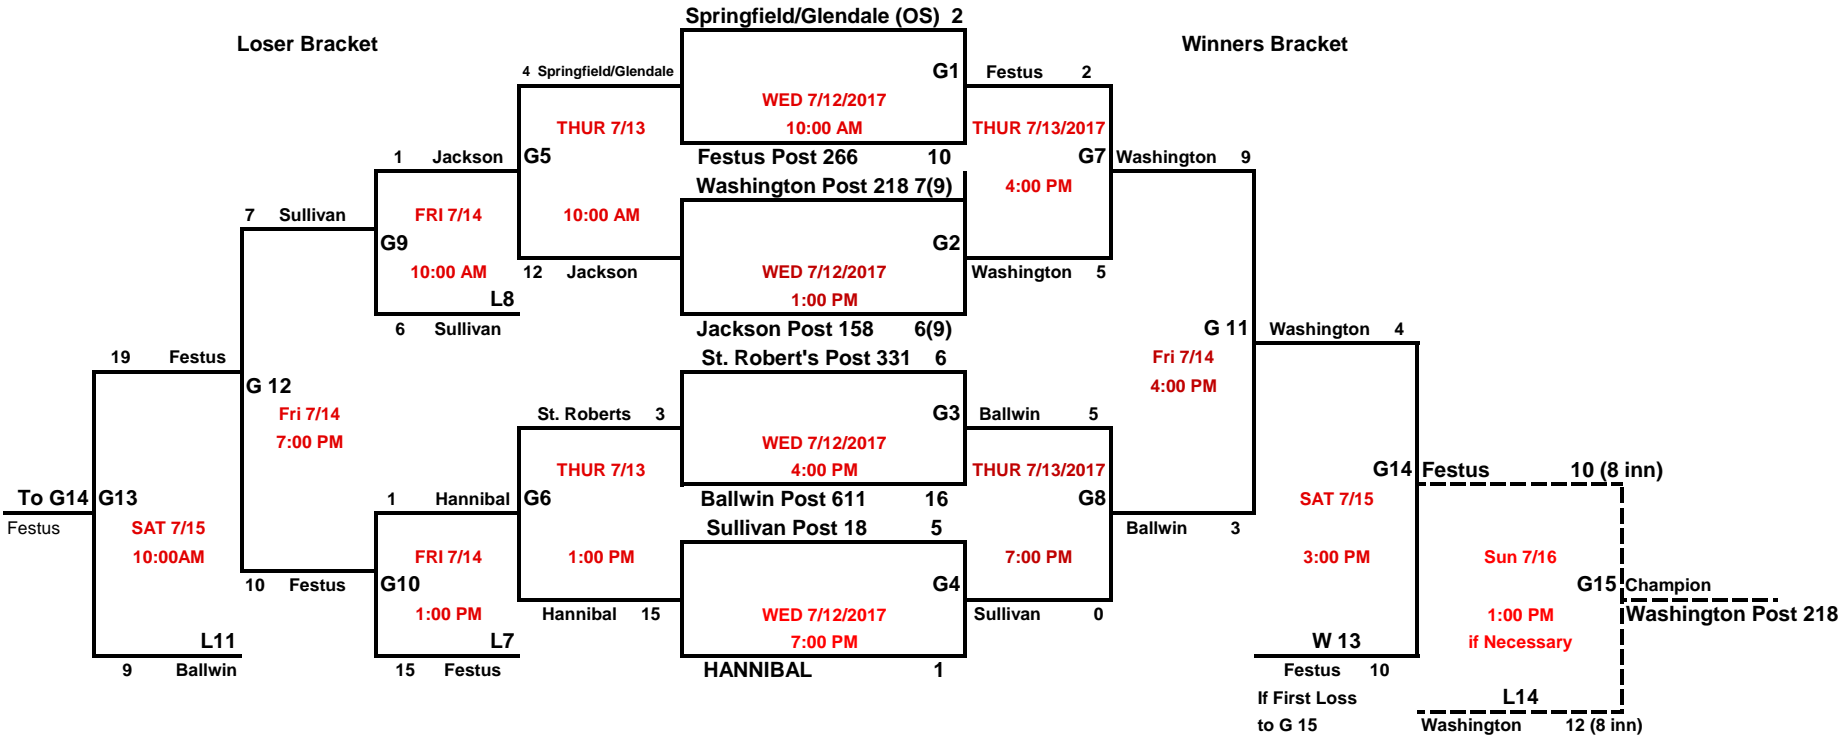 Springfield/Glendale (OS) 2
Loser Bracket
Winners Bracket
4 Springfield/Glendale
G1
Festus 2
WED 7/12/2017
10:00 AM
THUR 7/13
THUR 7/13/2017
1 Jackson
G5
Festus Post 266 10
G7
Washington 9
Washington Post 218 7(9)
4:00 PM
7 Sullivan
FRI 7/14
10:00 AM
G9
G2
10:00 AM
12 Jackson
WED 7/12/2017
Washington 5
L8
1:00 PM
6 Sullivan
Jackson Post 158 6(9)
G 11
Washington 4
19 Festus
St. Robert's Post 331 6
Fri 7/14
G 12
4:00 PM
Fri 7/14
St. Roberts 3
G3
Ballwin 5
7:00 PM
WED 7/12/2017
THUR 7/13
4:00 PM
THUR 7/13/2017
G14
Festus 10 (8 inn)
To G14
G13
1 Hannibal
G6
Ballwin Post 611 16
G8
SAT 7/15
Festus
SAT 7/15
Sullivan Post 18 5
Ballwin 3
10:00AM
FRI 7/14
1:00 PM
7:00 PM
3:00 PM
Sun 7/16
10 Festus
G10
G4
G15
Champion
1:00 PM
Hannibal 15
WED 7/12/2017
Sullivan 0
1:00 PM
Washington Post 218
L11
L7
7:00 PM
W 13
if Necessary
9 Ballwin
15 Festus
HANNIBAL 1
Festus 10
If First Loss
L14
to G 15
Washington 12 (8 inn)